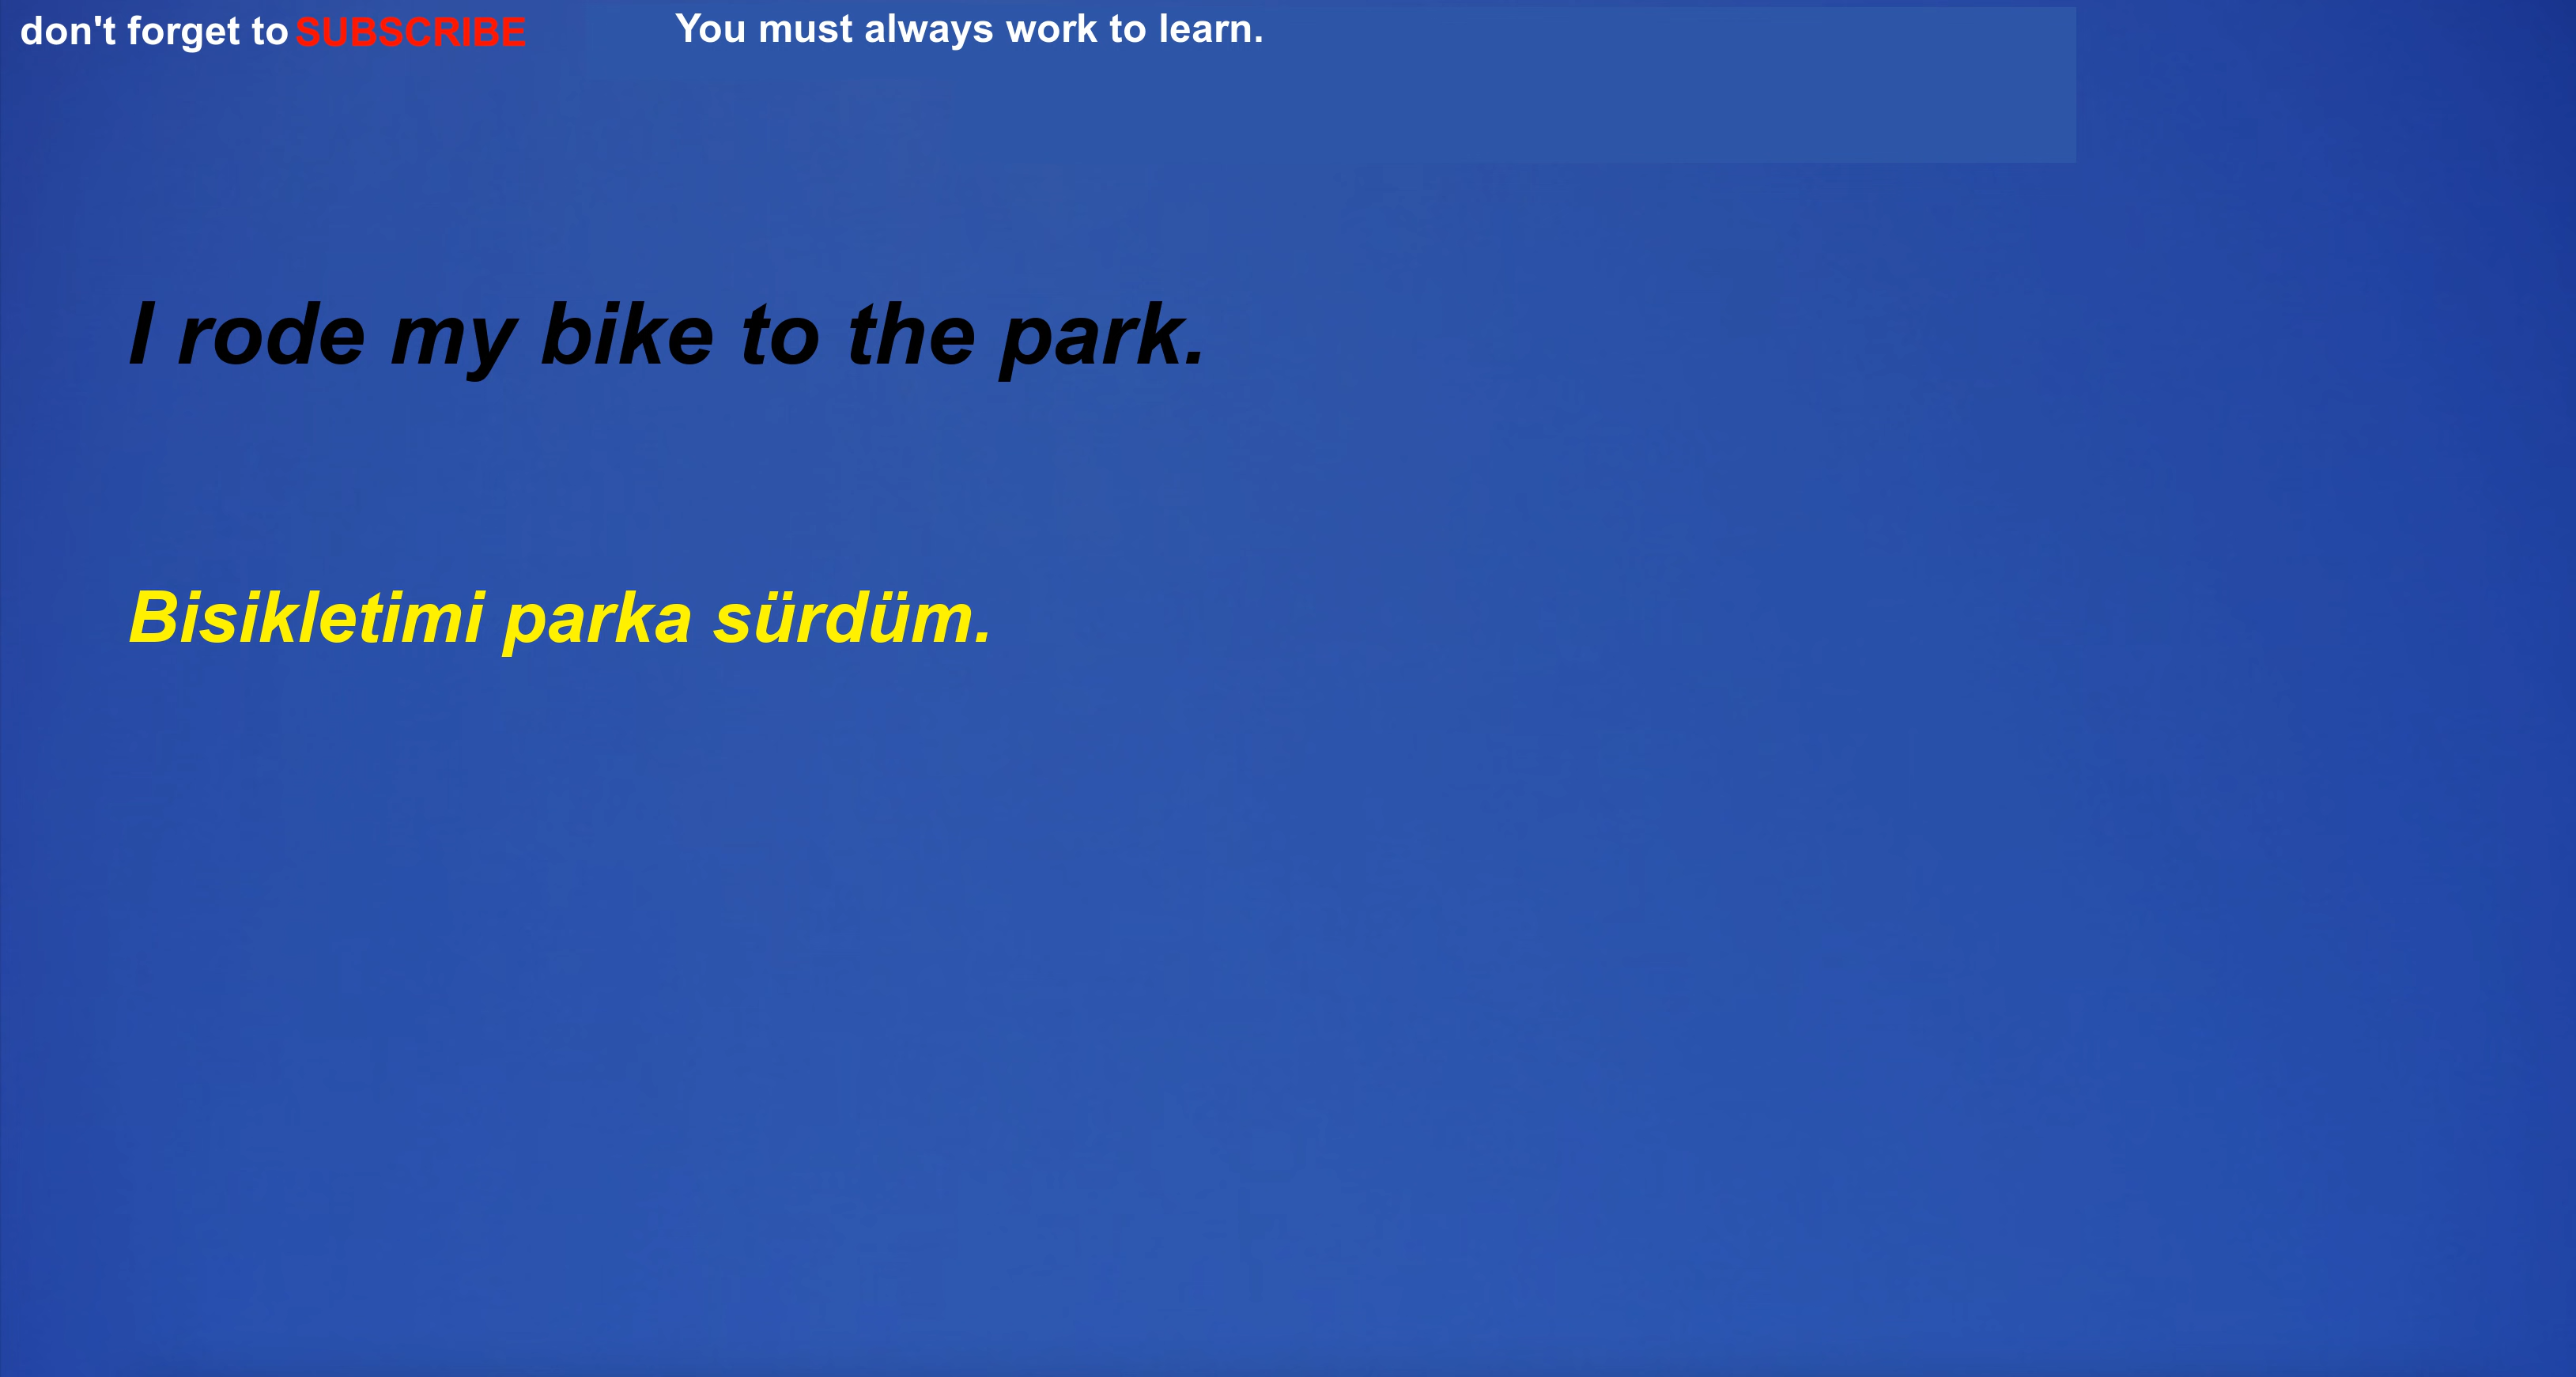 don't forget to SUBSCRIBE
You must always work to learn.
I rode my bike to the park.
Bisikletimi parka sürdüm.